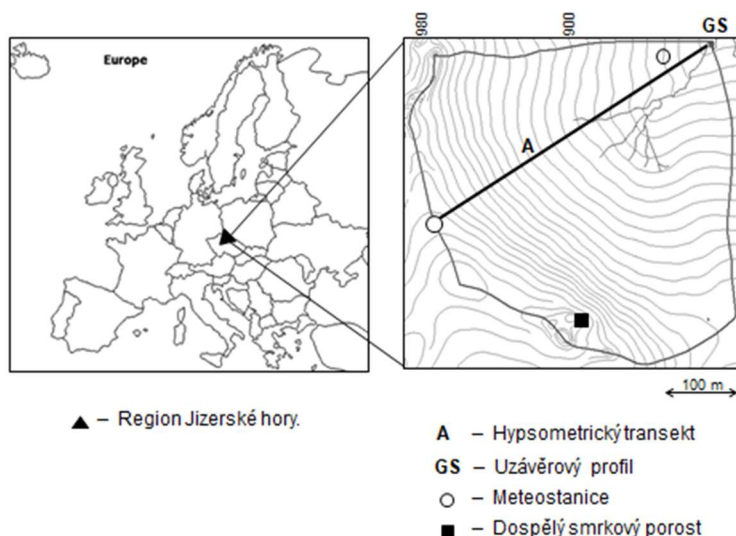 Europe
980
900
GS
A
100 m
▲ – Region Jizerské hory.
A – Hypsometrický transekt
GS – Uzávěrový profil
○ – Meteostanice
■ – Dospělý smrkový porost